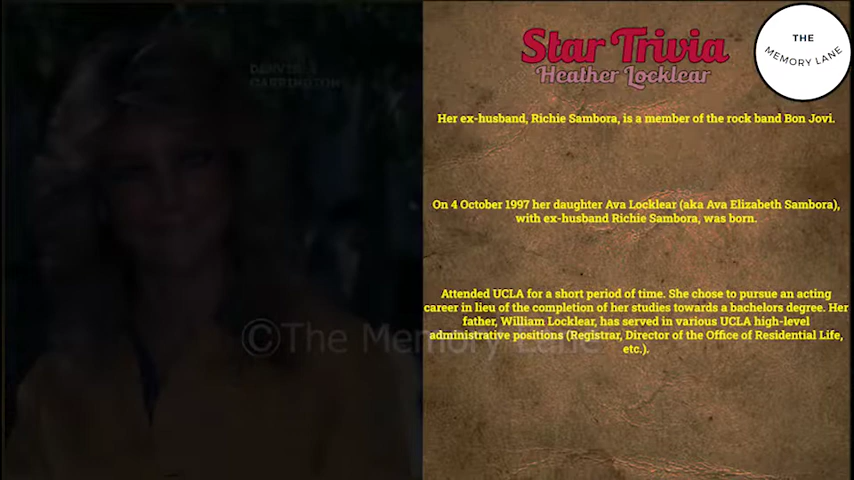 DANVILLE
CARRINGTON
Star Trivia
Heather Locklear
THE
MEMORY LANE
Her ex-husband, Richie Sambora, is a member of the rock band Bon Jovi.
On 4 October 1997 her daughter Ava Locklear (aka Ava Elizabeth Sambora),
with ex-husband Richie Sambora, was born.
Attended UCLA for a short period of time. She chose to pursue an acting
career in lieu of the completion of her studies towards a bachelors degree. Her
father, William Locklear, has served in various UCLA high-level
administrative positions (Registrar, Director of the Office of Residential Life,
etc.).
©The Memory Lane